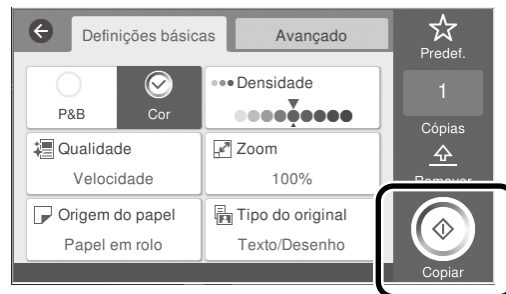 Definições básicas
Avançado
Predef.
P&B
Cor
Densidade
1
Cópias
Qualidade
Velocidade
Zoom
100%
Remover
Origem do papel
Papel em rolo
Tipo do original
Texto/Desenho
Copiar